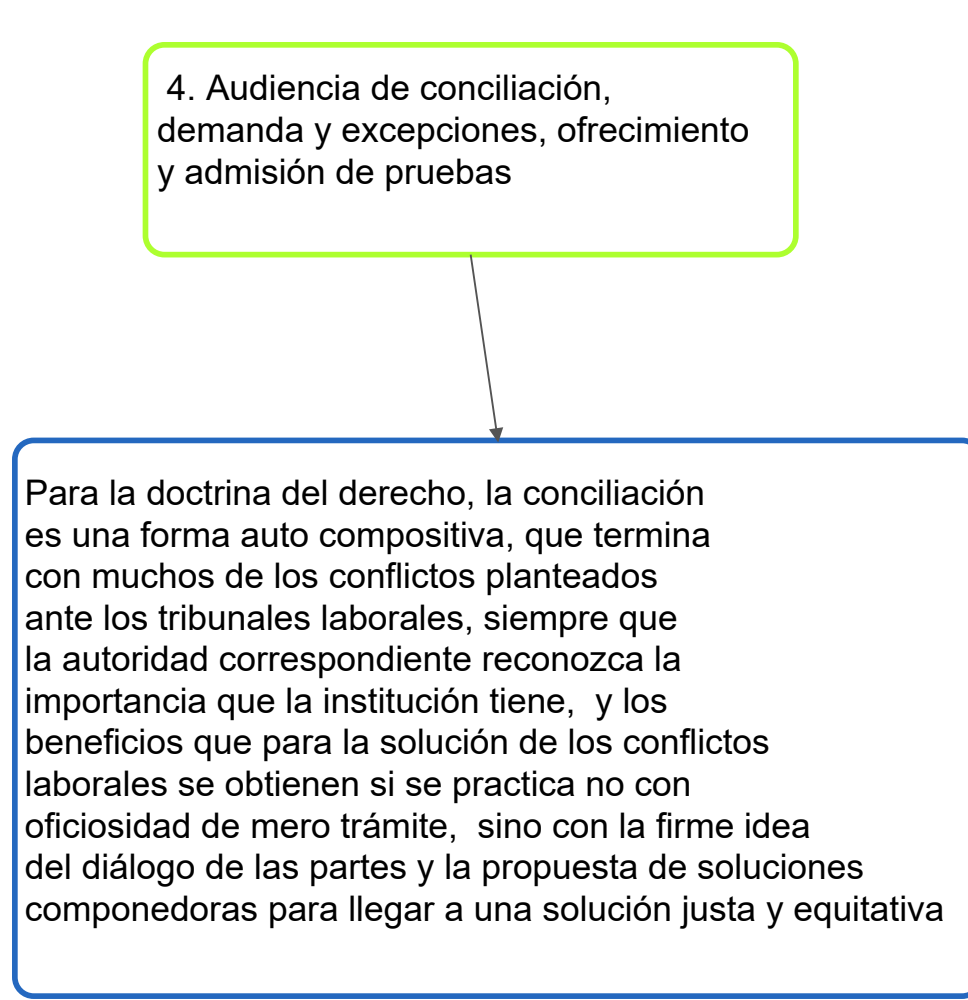 4. Audiencia de conciliación,
demanda y excepciones, ofrecimiento
y admisión de pruebas
Para la doctrina del derecho, la conciliación
es una forma auto compositiva, que termina
con muchos de los conflictos planteados
ante los tribunales laborales, siempre que
la autoridad correspondiente reconozca la
importancia que la institución tiene,  y los
beneficios que para la solución de los conflictos
laborales se obtienen si se practica no con
oficiosidad de mero trámite,  sino con la firme idea
del diálogo de las partes y la propuesta de soluciones
componedoras para llegar a una solución justa y equitativa